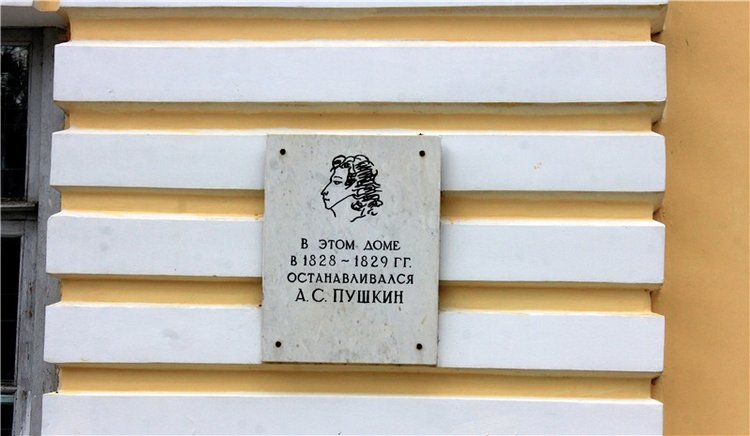 В ЭТОМ ДОМЕ
В 1828 ~ 1829 ГГ.
ОСТАНАВЛИВАЛСЯ
А. С. ПУШКИН